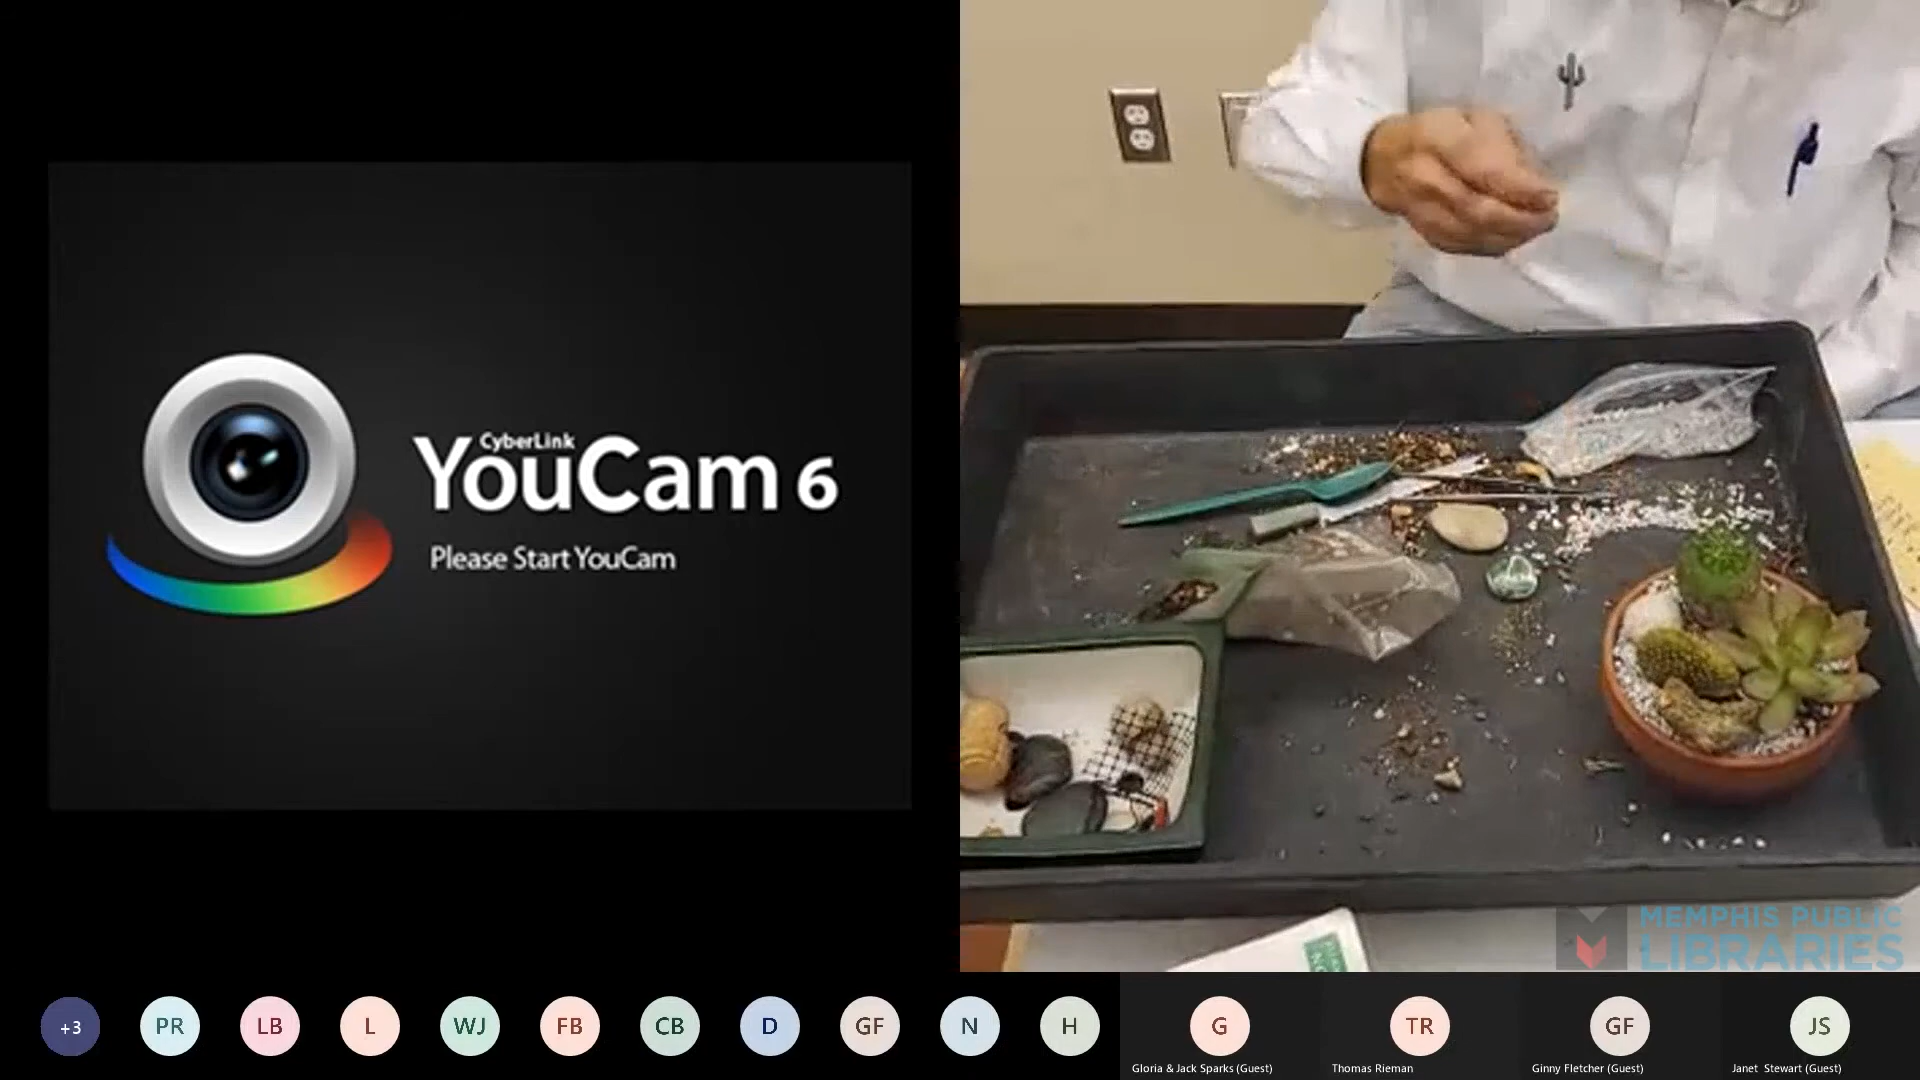 CyberLink
YouCam 6
Please Start YouCam
MEMPHIS PUBLIC
LIBRARIES
+3
PR
LB
L
WJ
FB
CB
D
GF
N
H
G
TR
GF
JS
Gloria & Jack Sparks (Guest)
Thomas Rieman
Ginny Fletcher (Guest)
Janet Stewart (Guest)